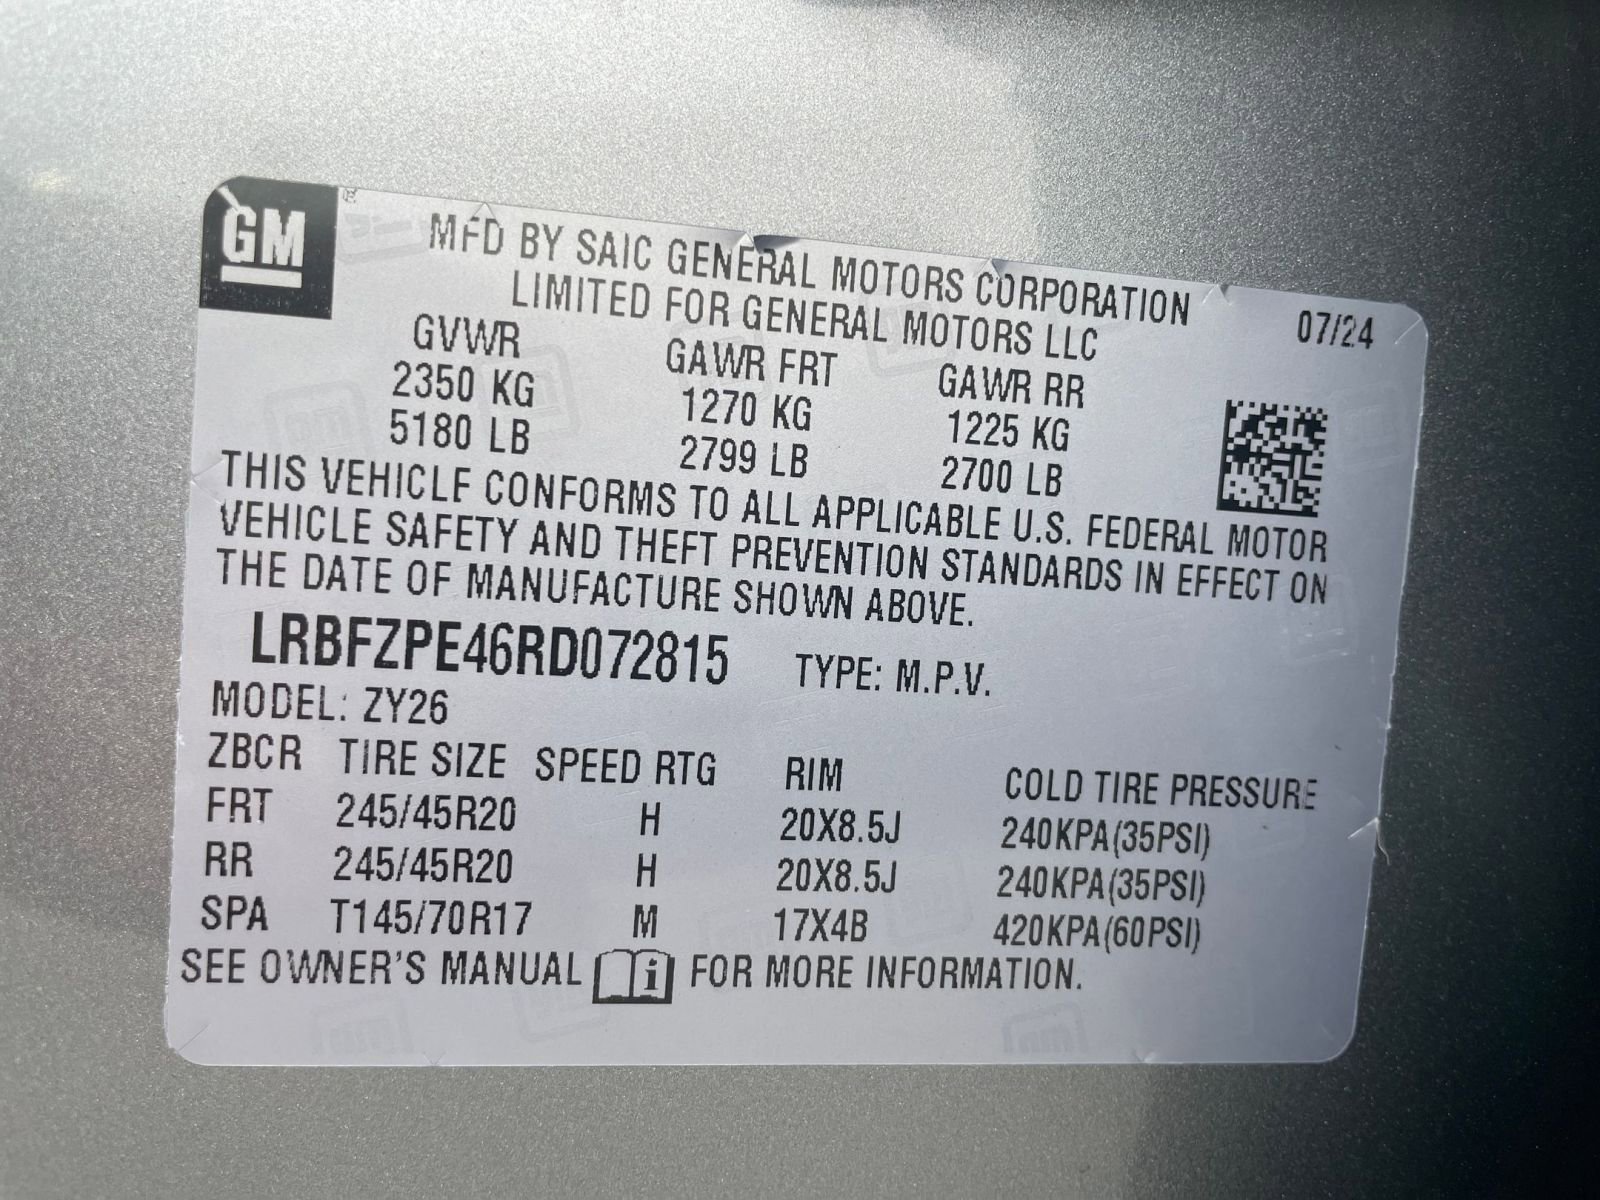 GM
MFD BY SAIC GENERAL MOTORS CORPORATION
LIMITED FOR GENERAL MOTORS LLC
07/24
GVWR GAWR FRT GAWR RR
2350 KG 1270 KG 1225 KG
5180 LB 2799 LB 2700 LB
THIS VEHICLE CONFORMS TO ALL APPLICABLE U.S. FEDERAL MOTOR
VEHICLE SAFETY AND THEFT PREVENTION STANDARDS IN EFFECT ON
THE DATE OF MANUFACTURE SHOWN ABOVE.
LRBFZPE46RD072815 TYPE: M.P.V.
MODEL: ZY26
ZBCR TIRE SIZE SPEED RTG RIM COLD TIRE PRESSURE
FRT 245/45R20 H 20X8.5J 240KPA(35PSI)
RR 245/45R20 H 20X8.5J 240KPA(35PSI)
SPA T145/70R17 M 17X4B 420KPA(60PSI)
SEE OWNER'S MANUAL i FOR MORE INFORMATION.